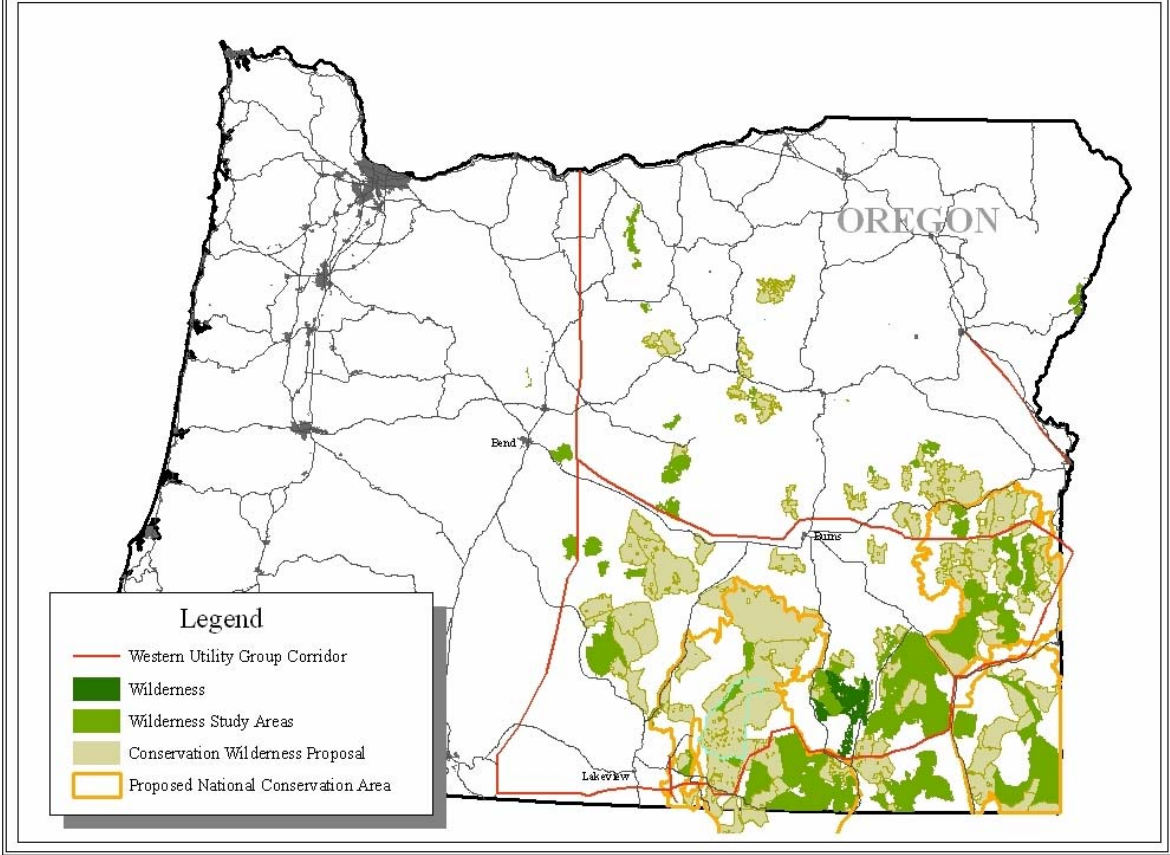 OREGON
Bend
Burns
Legend
Western Utility Group Corridor
Wilderness
Wilderness Study Areas
Conservation Wilderness Proposal
Proposed National Conservation Area
Lakeview